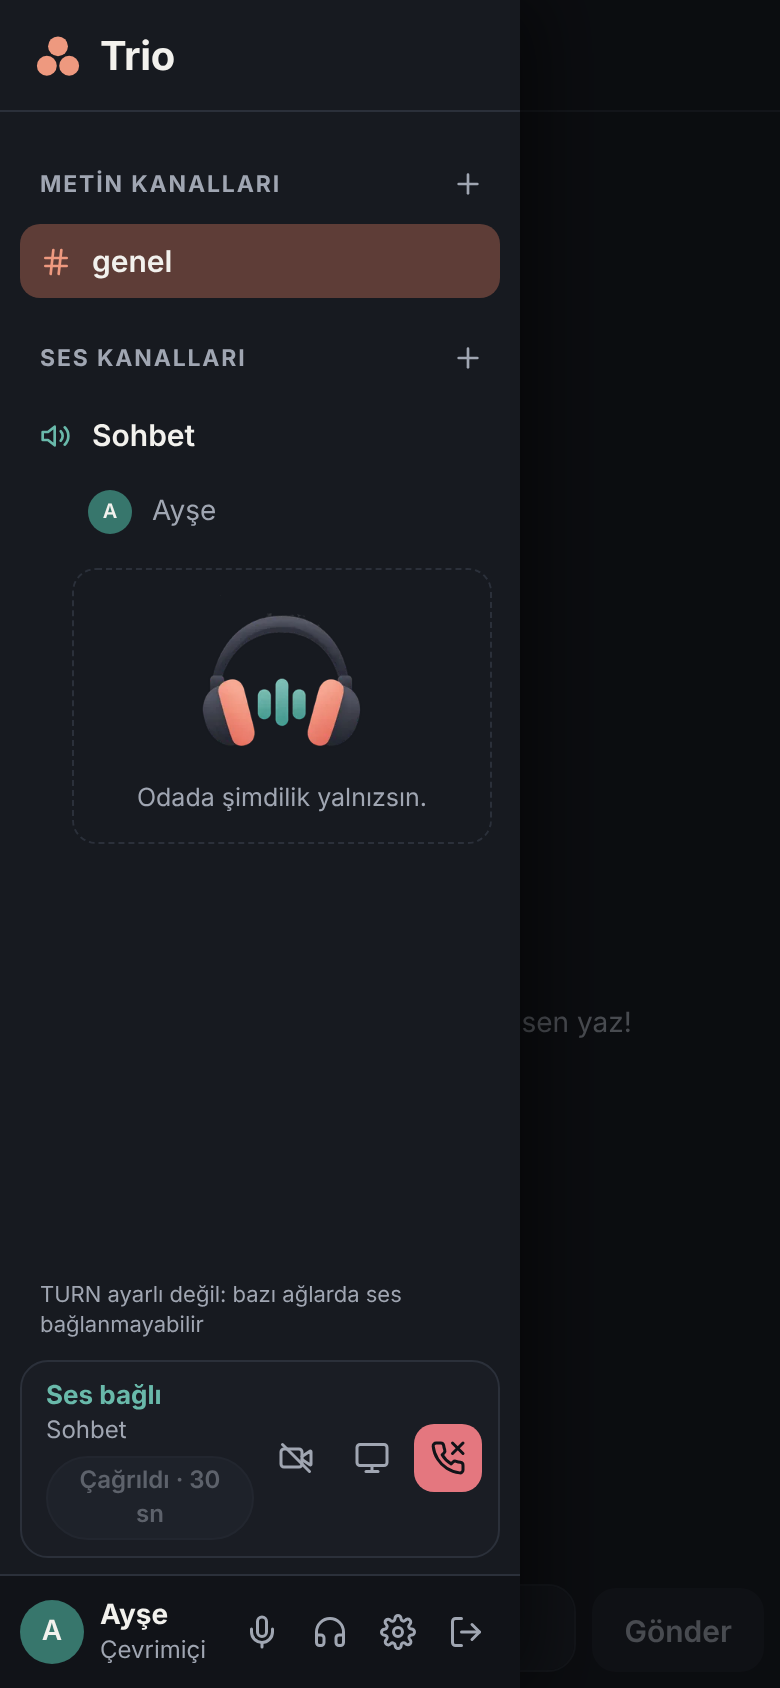 Trio
METİN KANALLARI
genel
SES KANALLARI
Sohbet
A
Ayşe
Odada şimdilik yalnızsın.
sen yaz!
TURN ayarlı değil: bazı ağlarda ses
bağlanmayabilir
Ses bağlı
Sohbet
Çağrıldı · 30
sn
A
Ayşe
Çevrimiçi
Gönder